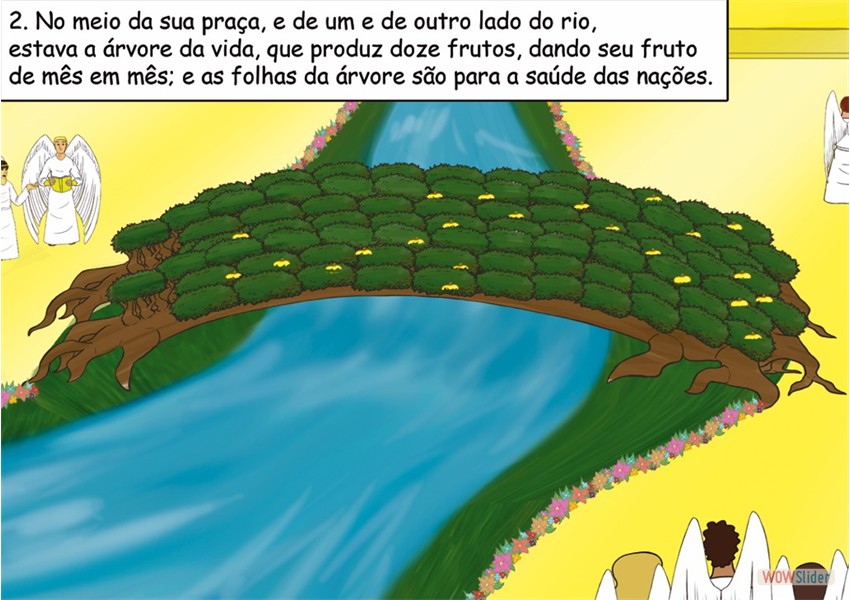 2. No meio da sua praça, e de um e de outro lado do rio,
estava a árvore da vida, que produz doze frutos, dando seu fruto
de mês em mês; e as folhas da árvore são para a saúde das nações.
WOWSlider